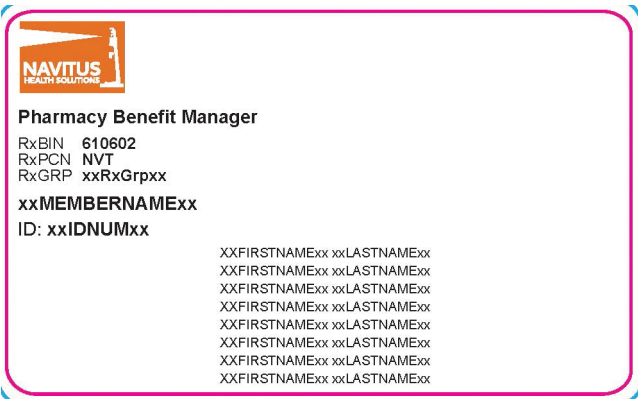 NAVITUS
HEALTH SOLUTIONS
Pharmacy Benefit Manager
RxBIN 610602
RxPCN NVT
RxGRP xxRxGrpxx
xxMEMBERNAMExx
ID: xxIDNUMxx
XXFIRSTNAMExx xxLASTNAMExx
XXFIRSTNAMExx xxLASTNAMExx
XXFIRSTNAMExx xxLASTNAMExx
XXFIRSTNAMExx xxLASTNAMExx
XXFIRSTNAMExx xxLASTNAMExx
XXFIRSTNAMExx xxLASTNAMExx
XXFIRSTNAMExx xxLASTNAMExx
XXFIRSTNAMExx xxLASTNAMExx